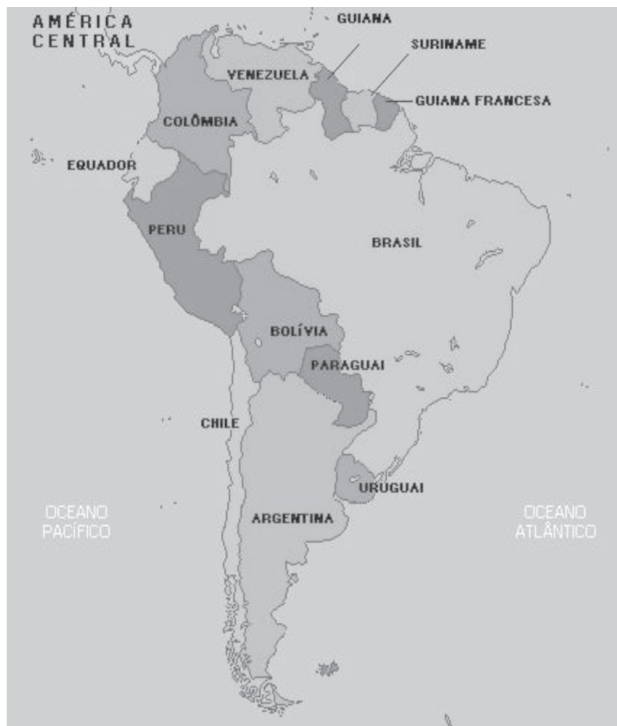 AMÉRICA
CENTRAL
GUIANA
SURINAME
VENEZUELA
GUIANA FRANCESA
COLÔMBIA
EQUADOR
PERU
BRASIL
BOLÍVIA
PARAGUAI
CHILE
URUGUAI
OCEANO
PACÍFICO
ARGENTINA
OCEANO
ATLÂNTICO